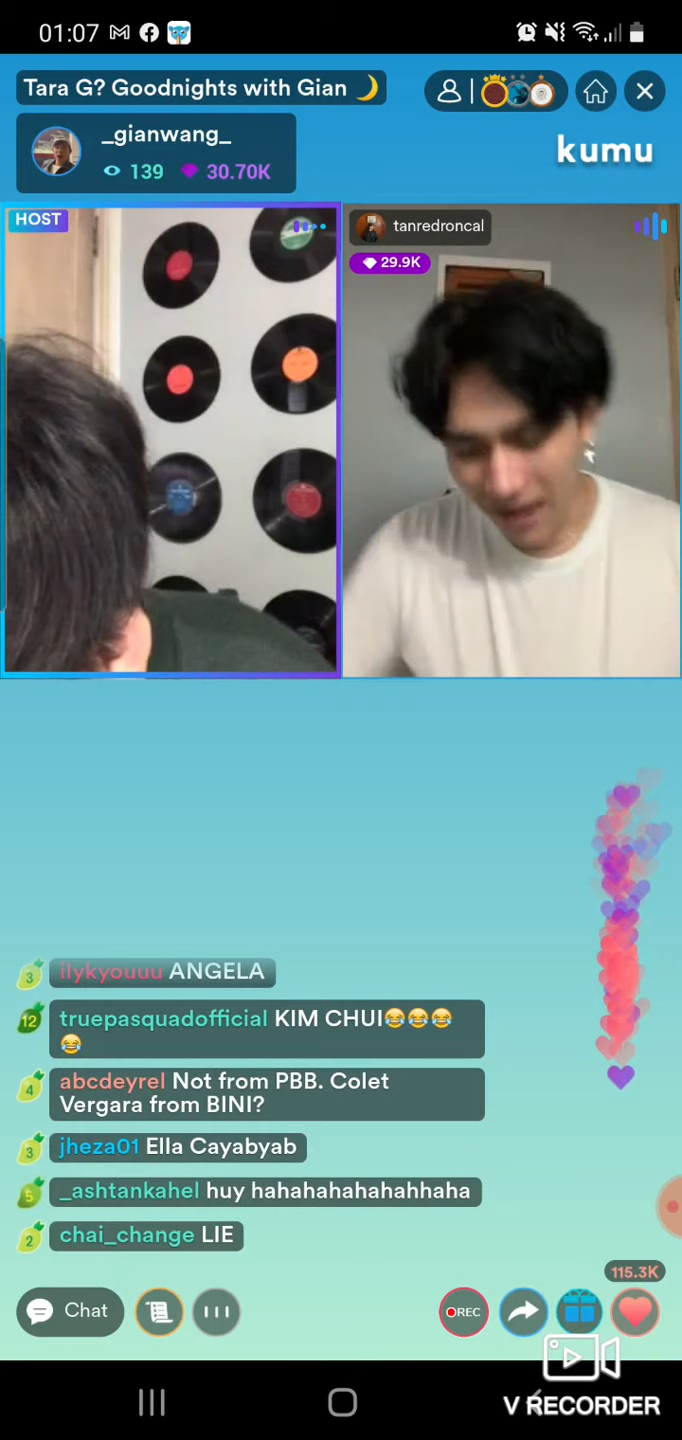 01:07
Tara G? Goodnights with Gian 🌙
_gianwang_
139 30.70K
kumu
HOST
tanredroncal
29.9K
3 ilykyouuu ANGELA
12 truepasquadofficial KIM CHUI😂😂😂
😂
4 abcdeyrel Not from PBB. Colet
Vergara from BINI?
3 jheza01 Ella Cayabyab
5 _ashtankahel huy hahahahahahahhaha
2 chai_change LIE
115.3K
Chat
REC
V RECORDER